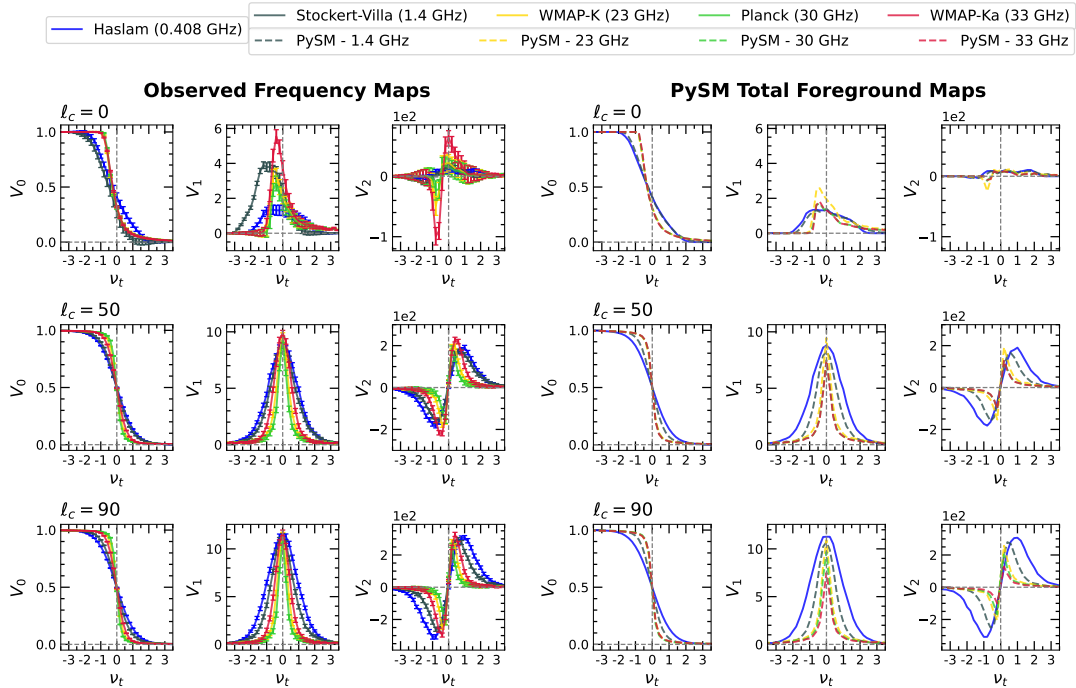 Haslam (0.408 GHz)
Stockert-Villa (1.4 GHz) WMAP-K (23 GHz) Planck (30 GHz) WMAP-Ka (33 GHz)
PySM - 1.4 GHz PySM - 23 GHz PySM - 30 GHz PySM - 33 GHz
Observed Frequency Maps PySM Total Foreground Maps
ℓc = 0 1e2 ℓc = 0 1e2
V0 1.0 0.5 0.0 V1 6 4 2 0 V2 0 −1 V0 1.0 0.5 0.0 V1 6 4 2 0 V2 0 −1
-3 -2 -1 0 1 2 3 -3 -2 -1 0 1 2 3 -3 -2 -1 0 1 2 3 -3 -2 -1 0 1 2 3 -3 -2 -1 0 1 2 3 -3 -2 -1 0 1 2 3
νt νt νt νt νt νt
ℓc = 50 1e2 ℓc = 50 1e2
V0 1.0 0.5 0.0 V1 10 5 0 V2 2 0 −2 V0 1.0 0.5 0.0 V1 10 5 0 V2 2 0 −2
-3 -2 -1 0 1 2 3 -3 -2 -1 0 1 2 3 -3 -2 -1 0 1 2 3 -3 -2 -1 0 1 2 3 -3 -2 -1 0 1 2 3 -3 -2 -1 0 1 2 3
νt νt νt νt νt νt
ℓc = 90 1e2 ℓc = 90 1e2
V0 1.0 0.5 0.0 V1 10 5 0 V2 2 0 −2 V0 1.0 0.5 0.0 V1 10 5 0 V2 2 0 −2
-3 -2 -1 0 1 2 3 -3 -2 -1 0 1 2 3 -3 -2 -1 0 1 2 3 -3 -2 -1 0 1 2 3 -3 -2 -1 0 1 2 3 -3 -2 -1 0 1 2 3
νt νt νt νt νt νt